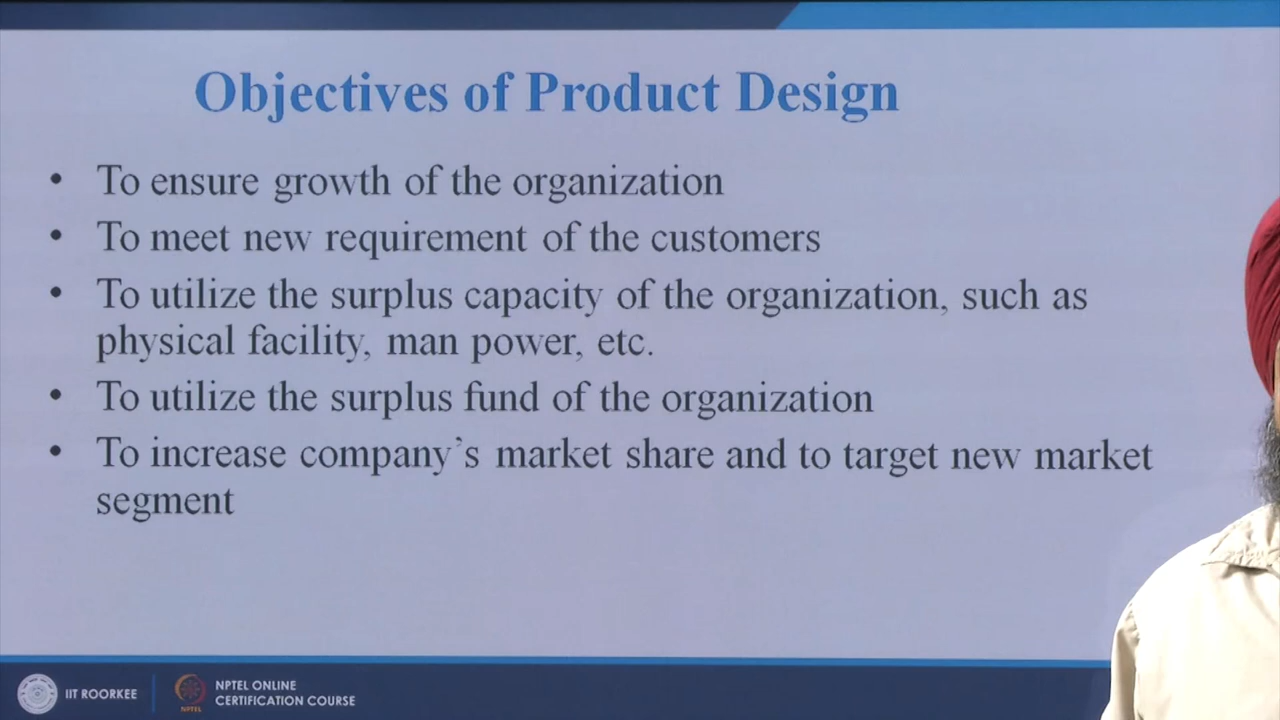 Objectives of Product Design
• To ensure growth of the organization
• To meet new requirement of the customers
• To utilize the surplus capacity of the organization, such as
physical facility, man power, etc.
• To utilize the surplus fund of the organization
• To increase company's market share and to target new market
segment
IIT ROORKEE
NPTEL ONLINE
CERTIFICATION COURSE
NPTEL